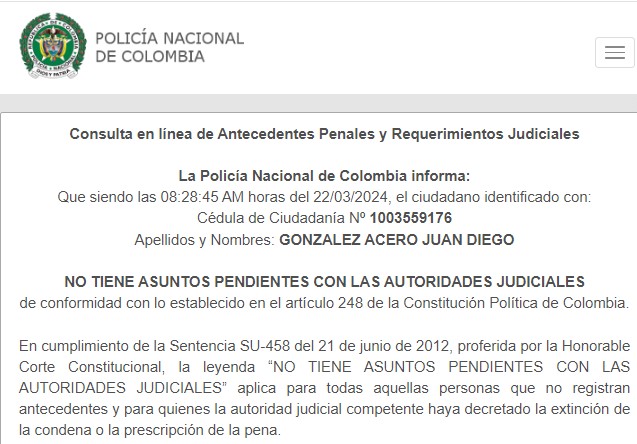 POLICÍA NACIONAL
DE COLOMBIA
Consulta en línea de Antecedentes Penales y Requerimientos Judiciales
La Policía Nacional de Colombia informa:
Que siendo las 08:28:45 AM horas del 22/03/2024, el ciudadano identificado con:
Cédula de Ciudadanía Nº 1003559176
Apellidos y Nombres: GONZALEZ ACERO JUAN DIEGO
NO TIENE ASUNTOS PENDIENTES CON LAS AUTORIDADES JUDICIALES
de conformidad con lo establecido en el artículo 248 de la Constitución Política de Colombia.
En cumplimiento de la Sentencia SU-458 del 21 de junio de 2012, proferida por la Honorable
Corte Constitucional, la leyenda “NO TIENE ASUNTOS PENDIENTES CON LAS
AUTORIDADES JUDICIALES” aplica para todas aquellas personas que no registran
antecedentes y para quienes la autoridad judicial competente haya decretado la extinción de
la condena o la prescripción de la pena.